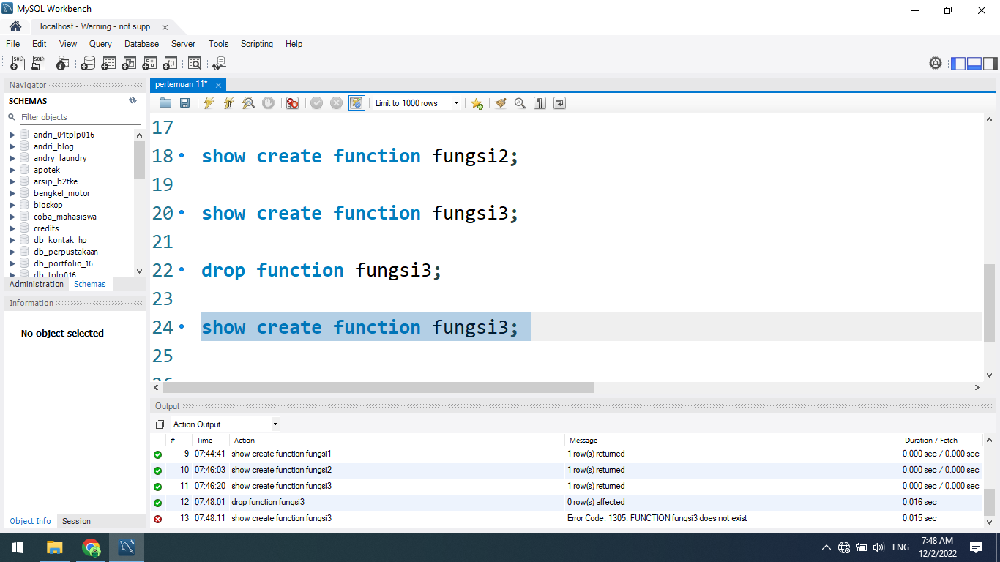 MySQL Workbench
localhost - Warning - not supp...
File Edit View Query Database Server Tools Scripting Help
Navigator
pertemuan 11*
SCHEMAS
Limit to 1000 rows
Filter objects
andri_04tplp016
andri_blog
andry_laundry
apotek
arsip_b2tke
bengkel_motor
bioskop
coba_mahasiswa
credits
db_kontak_hp
db_perpustakaan
db_portfolio_16
db_tplp016
Administration Schemas
Information
No object selected
Object Info Session
17
18 show create function fungsi2;
19
20 show create function fungsi3;
21
22 drop function fungsi3;
23
24 show create function fungsi3;
25
26
Output
Action Output
# Time Action Message Duration / Fetch
9 07:44:41 show create function fungsi1 1 row(s) returned 0.000 sec / 0.000 sec
10 07:46:03 show create function fungsi2 1 row(s) returned 0.000 sec / 0.000 sec
11 07:46:20 show create function fungsi3 1 row(s) returned 0.000 sec / 0.000 sec
12 07:48:01 drop function fungsi3 0 row(s) affected 0.016 sec
13 07:48:11 show create function fungsi3 Error Code: 1305. FUNCTION fungsi3 does not exist 0.015 sec
ENG
7:48 AM
12/2/2022